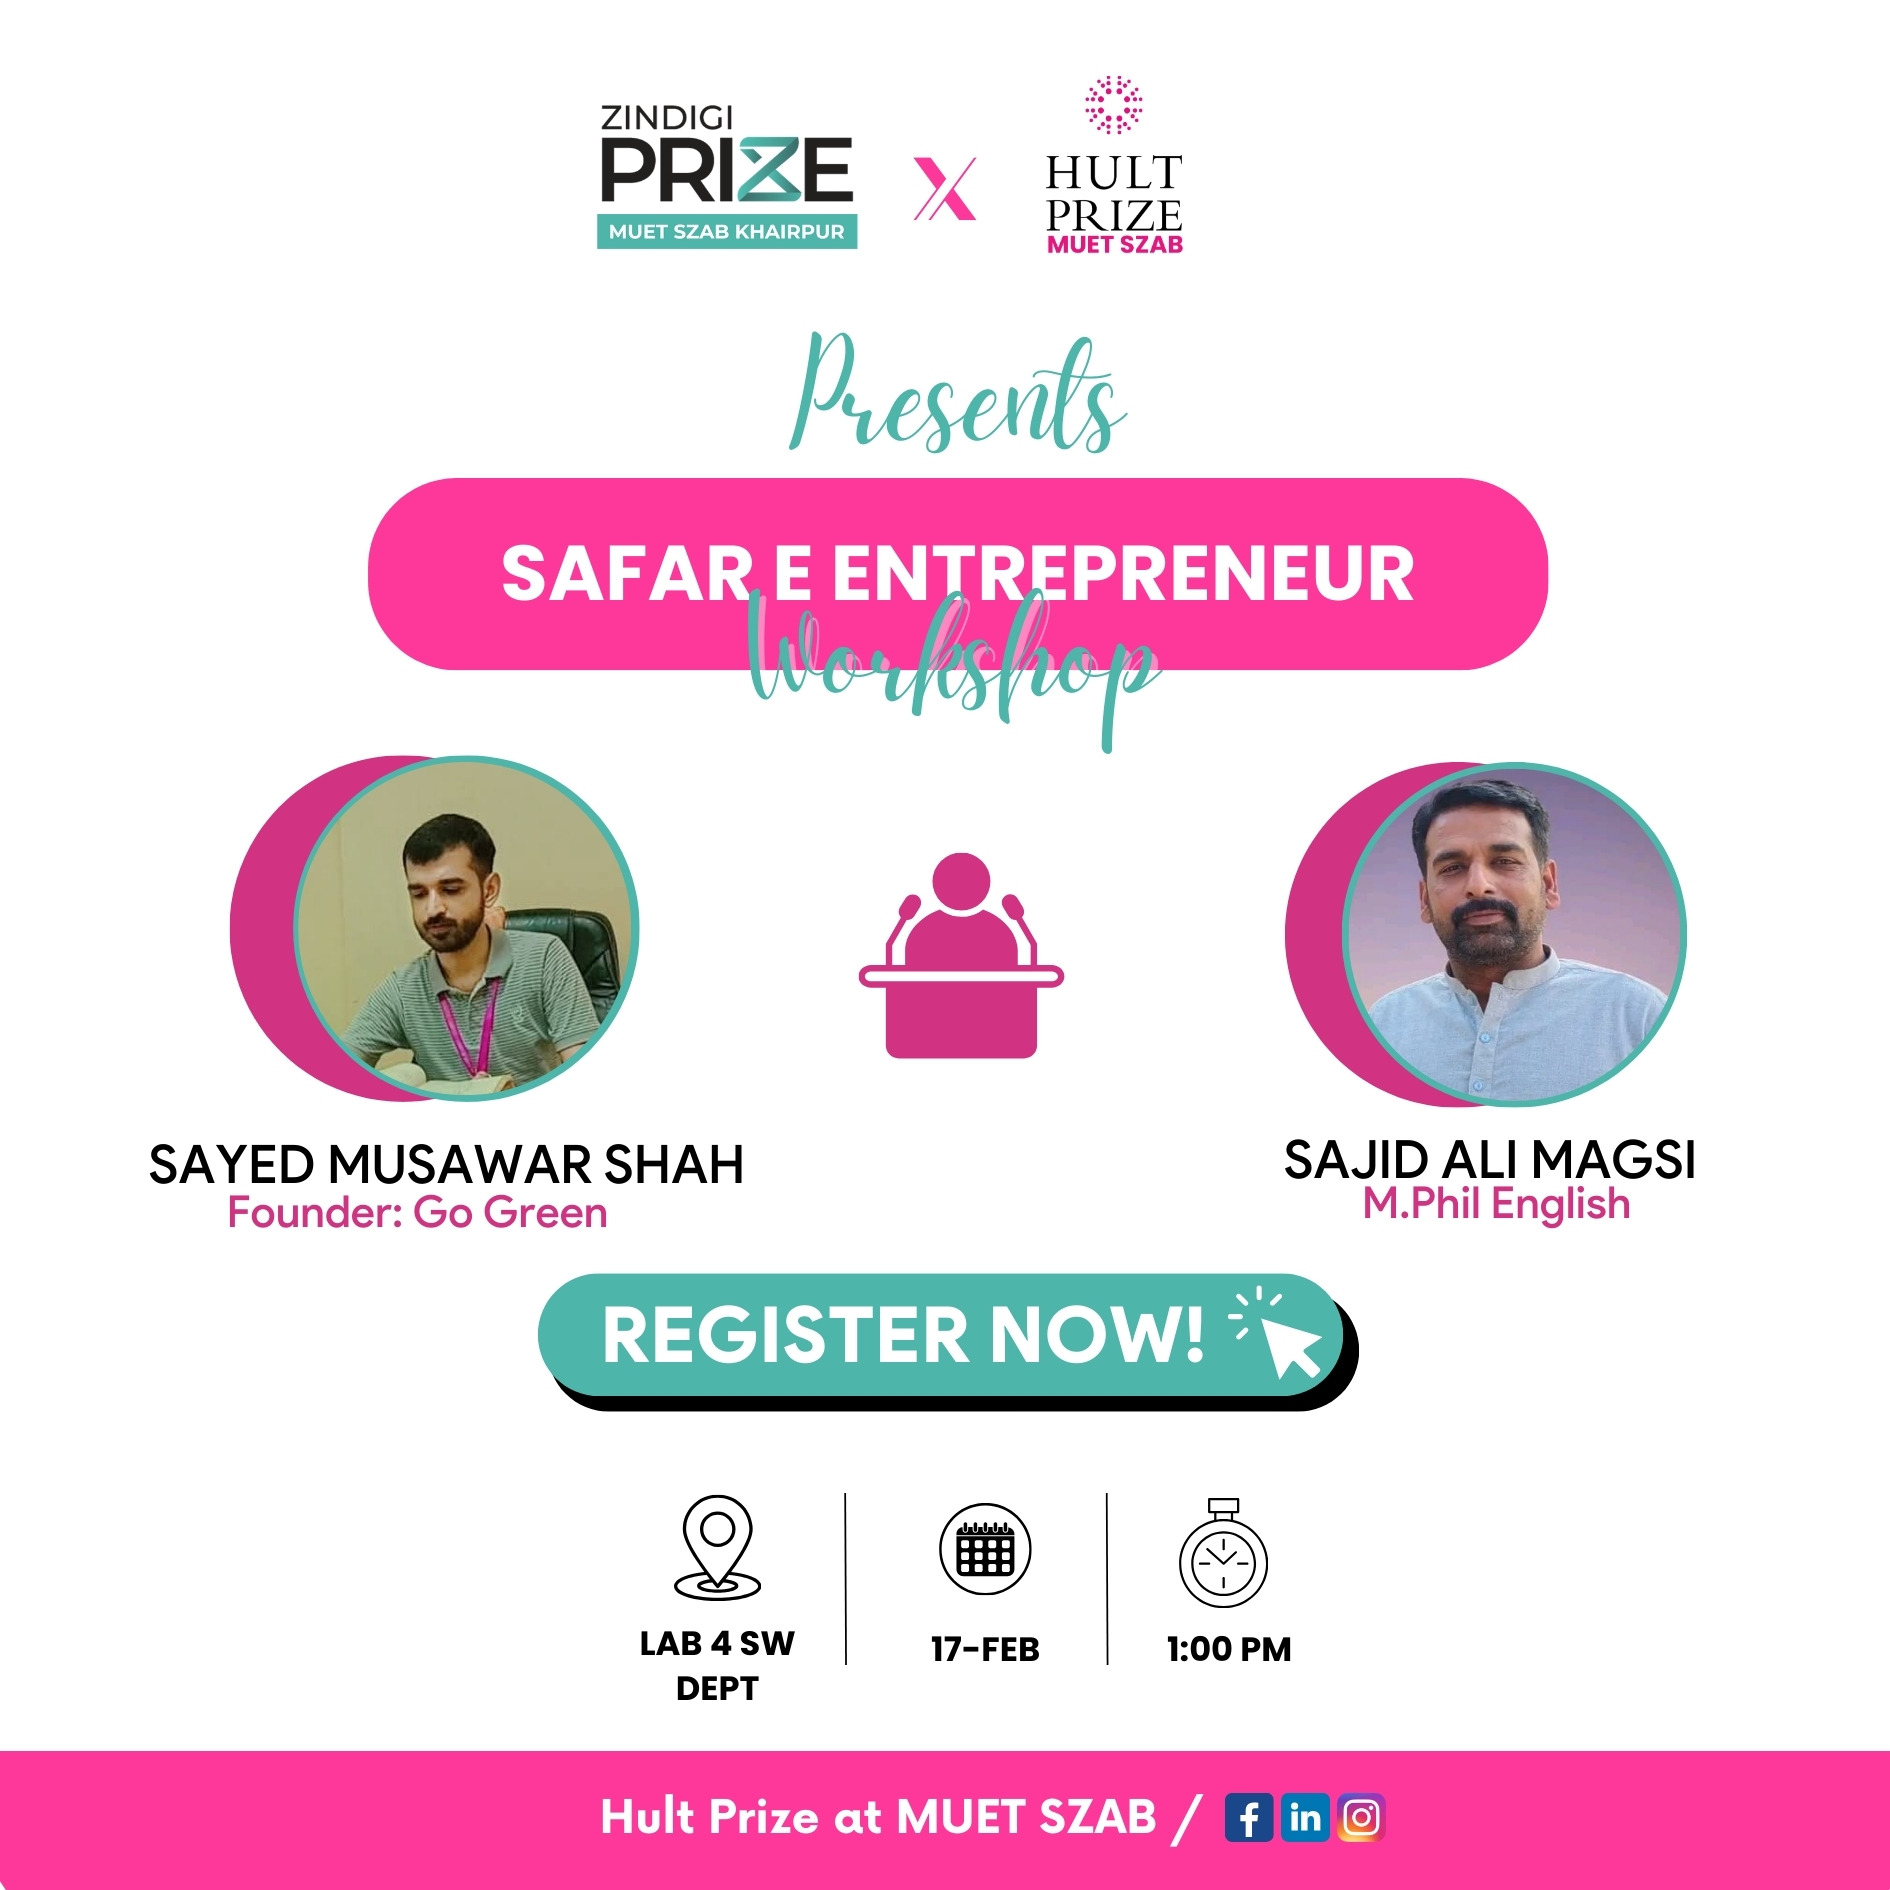 ZINDIGI
PRIZE
MUET SZAB KHAIRPUR
X
HULT
PRIZE
MUET SZAB
Presents
SAFAR E ENTREPRENEUR
Workshop
SAYED MUSAWAR SHAH
Founder: Go Green
SAJID ALI MAGSI
M.Phil English
REGISTER NOW!
LAB 4 SW
DEPT
17-FEB
1:00 PM
Hult Prize at MUET SZAB /